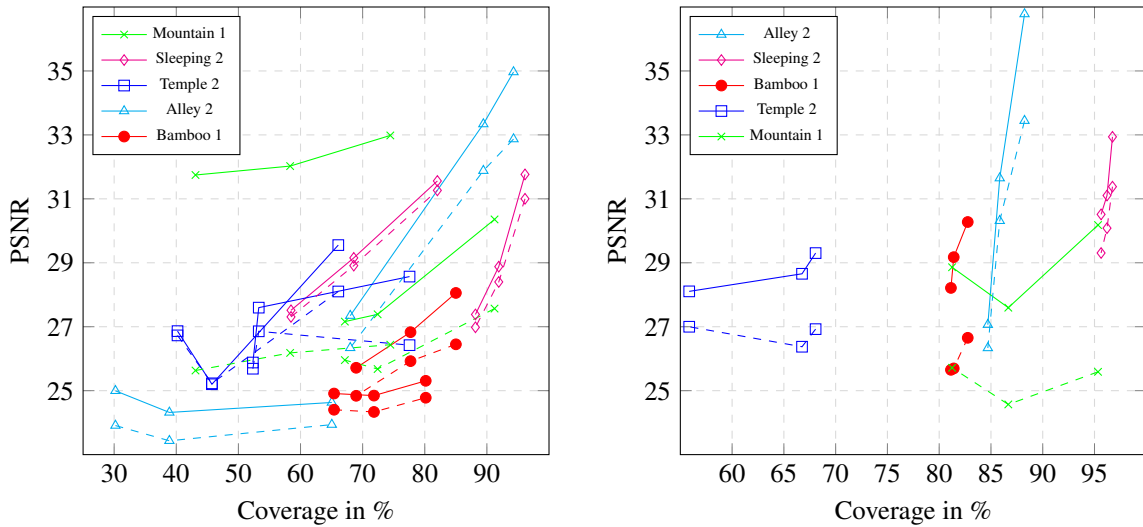 Mountain 1
Sleeping 2
Temple 2
Alley 2
Bamboo 1
35
33
31
29
27
25
PSNR
30 40 50 60 70 80 90
Coverage in %
Alley 2
Sleeping 2
Bamboo 1
Temple 2
Mountain 1
35
33
31
29
27
25
PSNR
60 65 70 75 80 85 90 95
Coverage in %